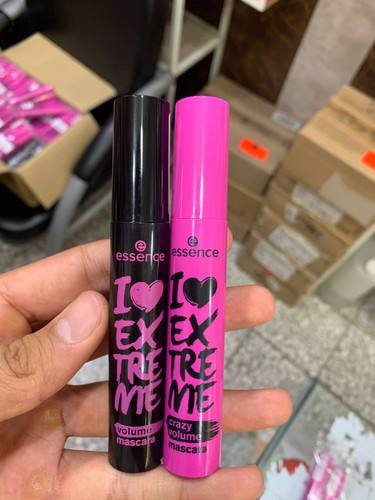 essence
I ♥
EX
TRE
ME
volume
mascara
essence
I ♥
EX
TRE
ME
crazy
volume
mascara